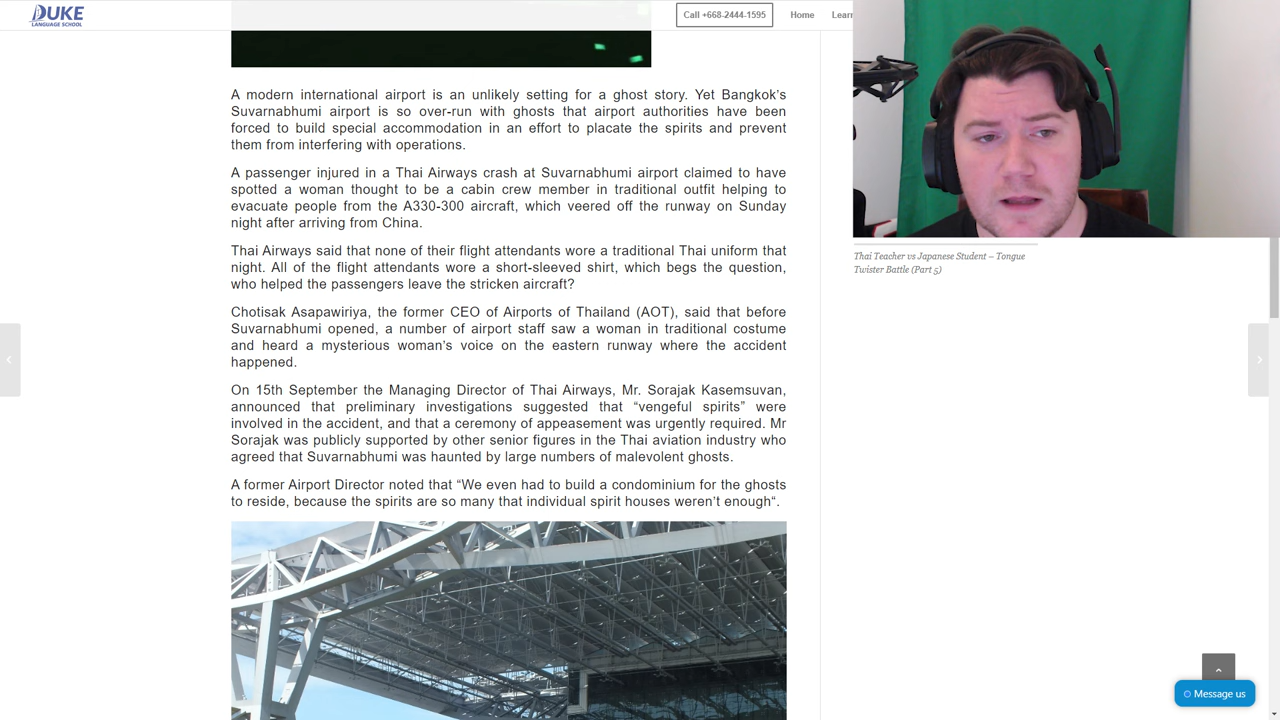 DUKE
LANGUAGE SCHOOL
Call +668-2444-1595
Home
Learn
A modern international airport is an unlikely setting for a ghost story. Yet Bangkok's
Suvarnabhumi airport is so over-run with ghosts that airport authorities have been
forced to build special accommodation in an effort to placate the spirits and prevent
them from interfering with operations.
A passenger injured in a Thai Airways crash at Suvarnabhumi airport claimed to have
spotted a woman thought to be a cabin crew member in traditional outfit helping to
evacuate people from the A330-300 aircraft, which veered off the runway on Sunday
night after arriving from China.
Thai Airways said that none of their flight attendants wore a traditional Thai uniform that
night. All of the flight attendants wore a short-sleeved shirt, which begs the question,
who helped the passengers leave the stricken aircraft?
Chotisak Asapawiriya, the former CEO of Airports of Thailand (AOT), said that before
Suvarnabhumi opened, a number of airport staff saw a woman in traditional costume
and heard a mysterious woman's voice on the eastern runway where the accident
happened.
On 15th September the Managing Director of Thai Airways, Mr. Sorajak Kasemsuvan,
announced that preliminary investigations suggested that “vengeful spirits” were
involved in the accident, and that a ceremony of appeasement was urgently required. Mr
Sorajak was publicly supported by other senior figures in the Thai aviation industry who
agreed that Suvarnabhumi was haunted by large numbers of malevolent ghosts.
A former Airport Director noted that “We even had to build a condominium for the ghosts
to reside, because the spirits are so many that individual spirit houses weren't enough“.
Thai Teacher vs Japanese Student – Tongue
Twister Battle (Part 5)
Message us